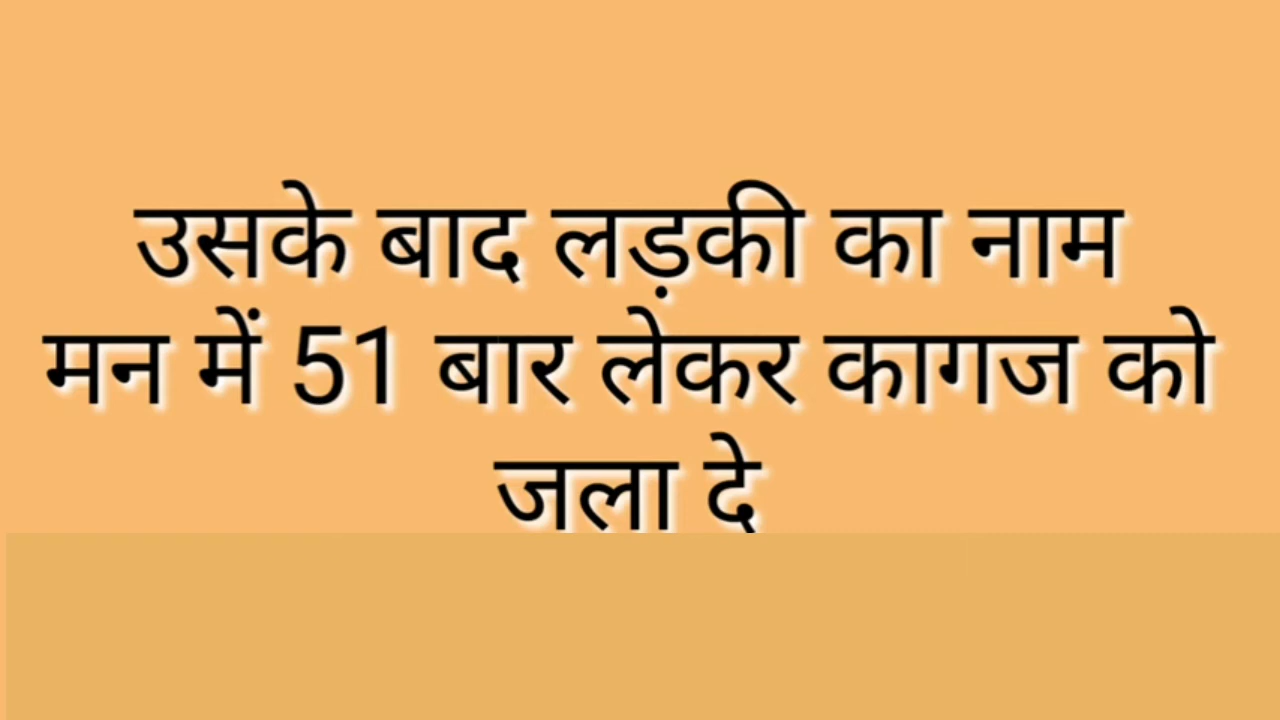 उसके बाद लड़की का नाम
मन में 51 बार लेकर कागज को
जला दे